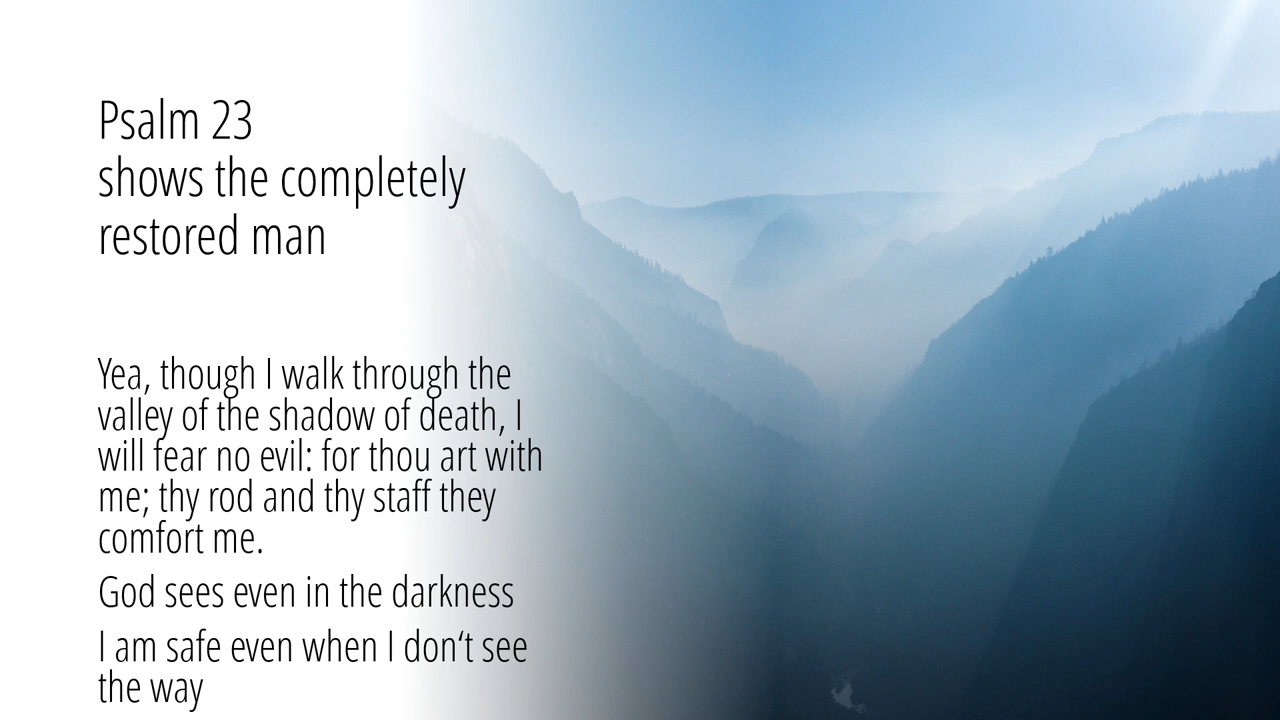 Psalm 23
shows the completely
restored man
Yea, though I walk through the
valley of the shadow of death, I
will fear no evil: for thou art with
me; thy rod and thy staff they
comfort me.
God sees even in the darkness
I am safe even when I don‘t see
the way